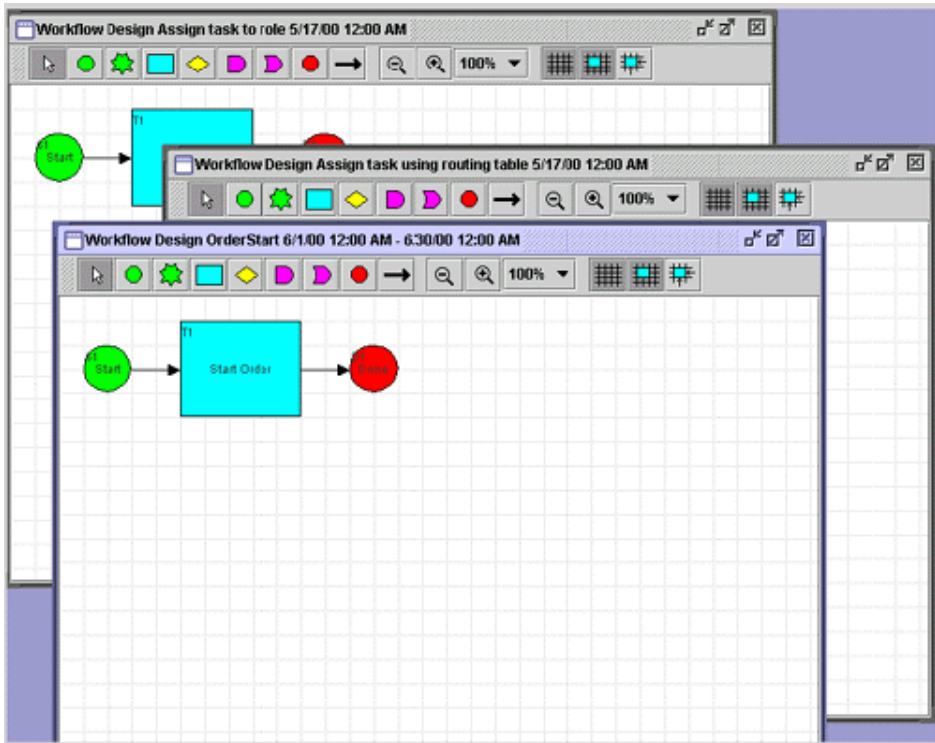 Workflow Design Assign task to role 5/17/00 12:00 AM
100%
T1
Start
Workflow Design Assign task using routing table 5/17/00 12:00 AM
100%
Workflow Design OrderStart 6/1/00 12:00 AM - 6.30/00 12:00 AM
100%
T1
Start
Start Order
Done